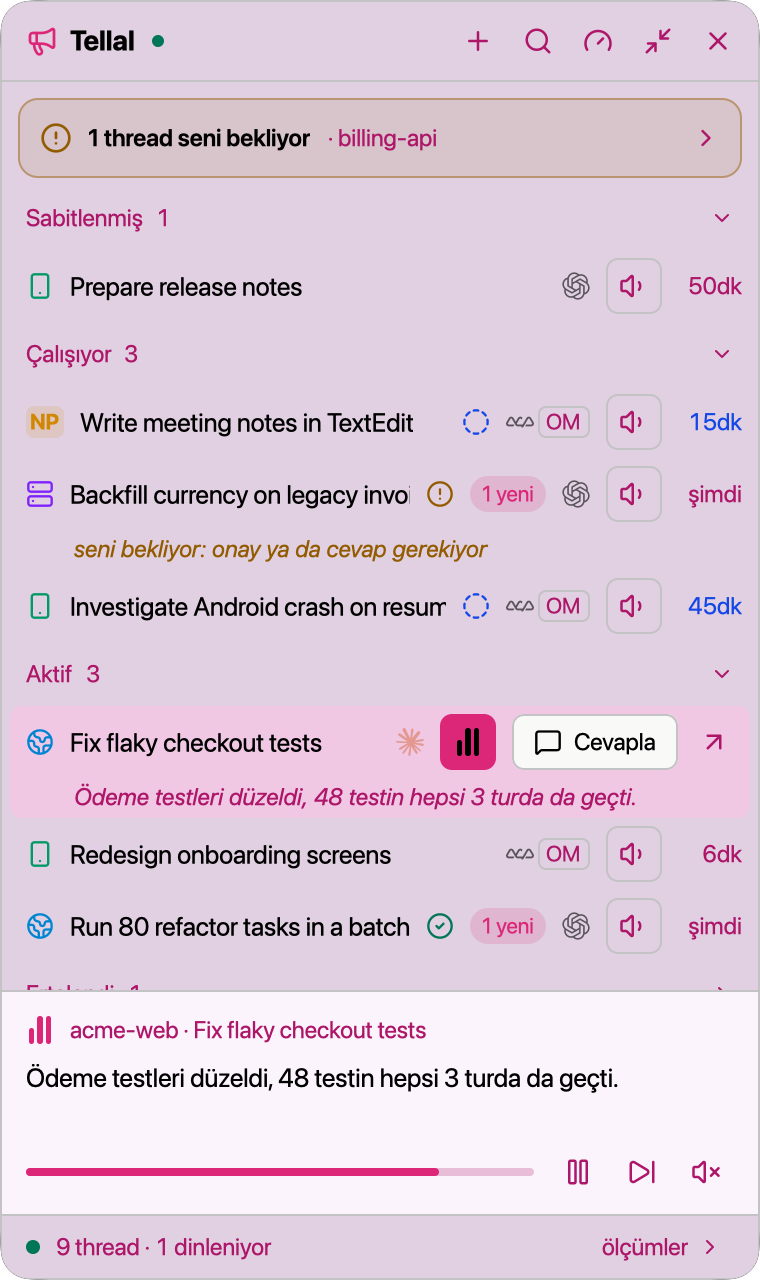 Tellal
1 thread seni bekliyor · billing-api
Sabitlenmiş 1
Prepare release notes 50dk
Çalışıyor 3
NP Write meeting notes in TextEdit OM 15dk
Backfill currency on legacy invoi 1 yeni şimdi
seni bekliyor: onay ya da cevap gerekiyor
Investigate Android crash on resum OM 45dk
Aktif 3
Fix flaky checkout tests Cevapla
Ödeme testleri düzeldi, 48 testin hepsi 3 turda da geçti.
Redesign onboarding screens OM 6dk
Run 80 refactor tasks in a batch 1 yeni şimdi
acme-web · Fix flaky checkout tests
Ödeme testleri düzeldi, 48 testin hepsi 3 turda da geçti.
9 thread · 1 dinleniyor ölçümler